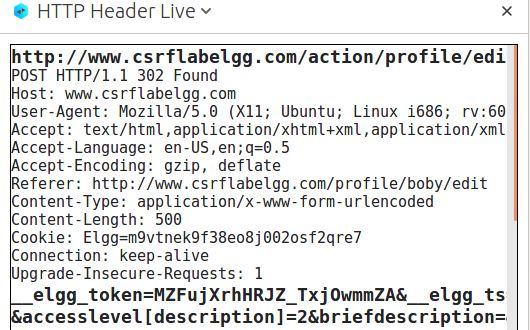 HTTP Header Live
http://www.csrflabelgg.com/action/profile/edi
POST HTTP/1.1 302 Found
Host: www.csrflabelgg.com
User-Agent: Mozilla/5.0 (X11; Ubuntu; Linux i686; rv:60
Accept: text/html,application/xhtml+xml,application/xml
Accept-Language: en-US,en;q=0.5
Accept-Encoding: gzip, deflate
Referer: http://www.csrflabelgg.com/profile/boby/edit
Content-Type: application/x-www-form-urlencoded
Content-Length: 500
Cookie: Elgg=m9vtnek9f38eo8j002osf2qre7
Connection: keep-alive
Upgrade-Insecure-Requests: 1
__elgg_token=MZFujXrhHRJZ_TxjOwmmZA&__elgg_ts=
&accesslevel[description]=2&briefdescription=